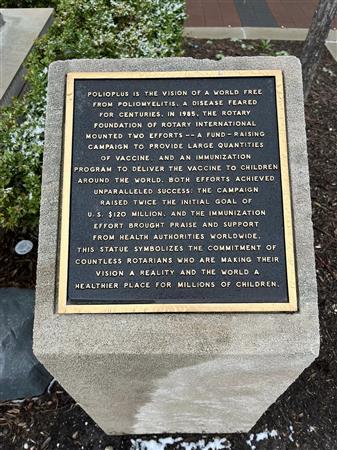 POLIOPLUS IS THE VISION OF A WORLD FREE
FROM POLIOMYELITIS, A DISEASE FEARED
FOR CENTURIES. IN 1985, THE ROTARY
FOUNDATION OF ROTARY INTERNATIONAL
MOUNTED TWO EFFORTS -- A FUND-RAISING
CAMPAIGN TO PROVIDE LARGE QUANTITIES
OF VACCINE, AND AN IMMUNIZATION
PROGRAM TO DELIVER THE VACCINE TO CHILDREN
AROUND THE WORLD. BOTH EFFORTS ACHIEVED
UNPARALLELED SUCCESS: THE CAMPAIGN
RAISED TWICE THE INITIAL GOAL OF
U.S. $120 MILLION, AND THE IMMUNIZATION
EFFORT BROUGHT PRAISE AND SUPPORT
FROM HEALTH AUTHORITIES WORLDWIDE.
THIS STATUE SYMBOLIZES THE COMMITMENT OF
COUNTLESS ROTARIANS WHO ARE MAKING THEIR
VISION A REALITY AND THE WORLD A
HEALTHIER PLACE FOR MILLIONS OF CHILDREN.